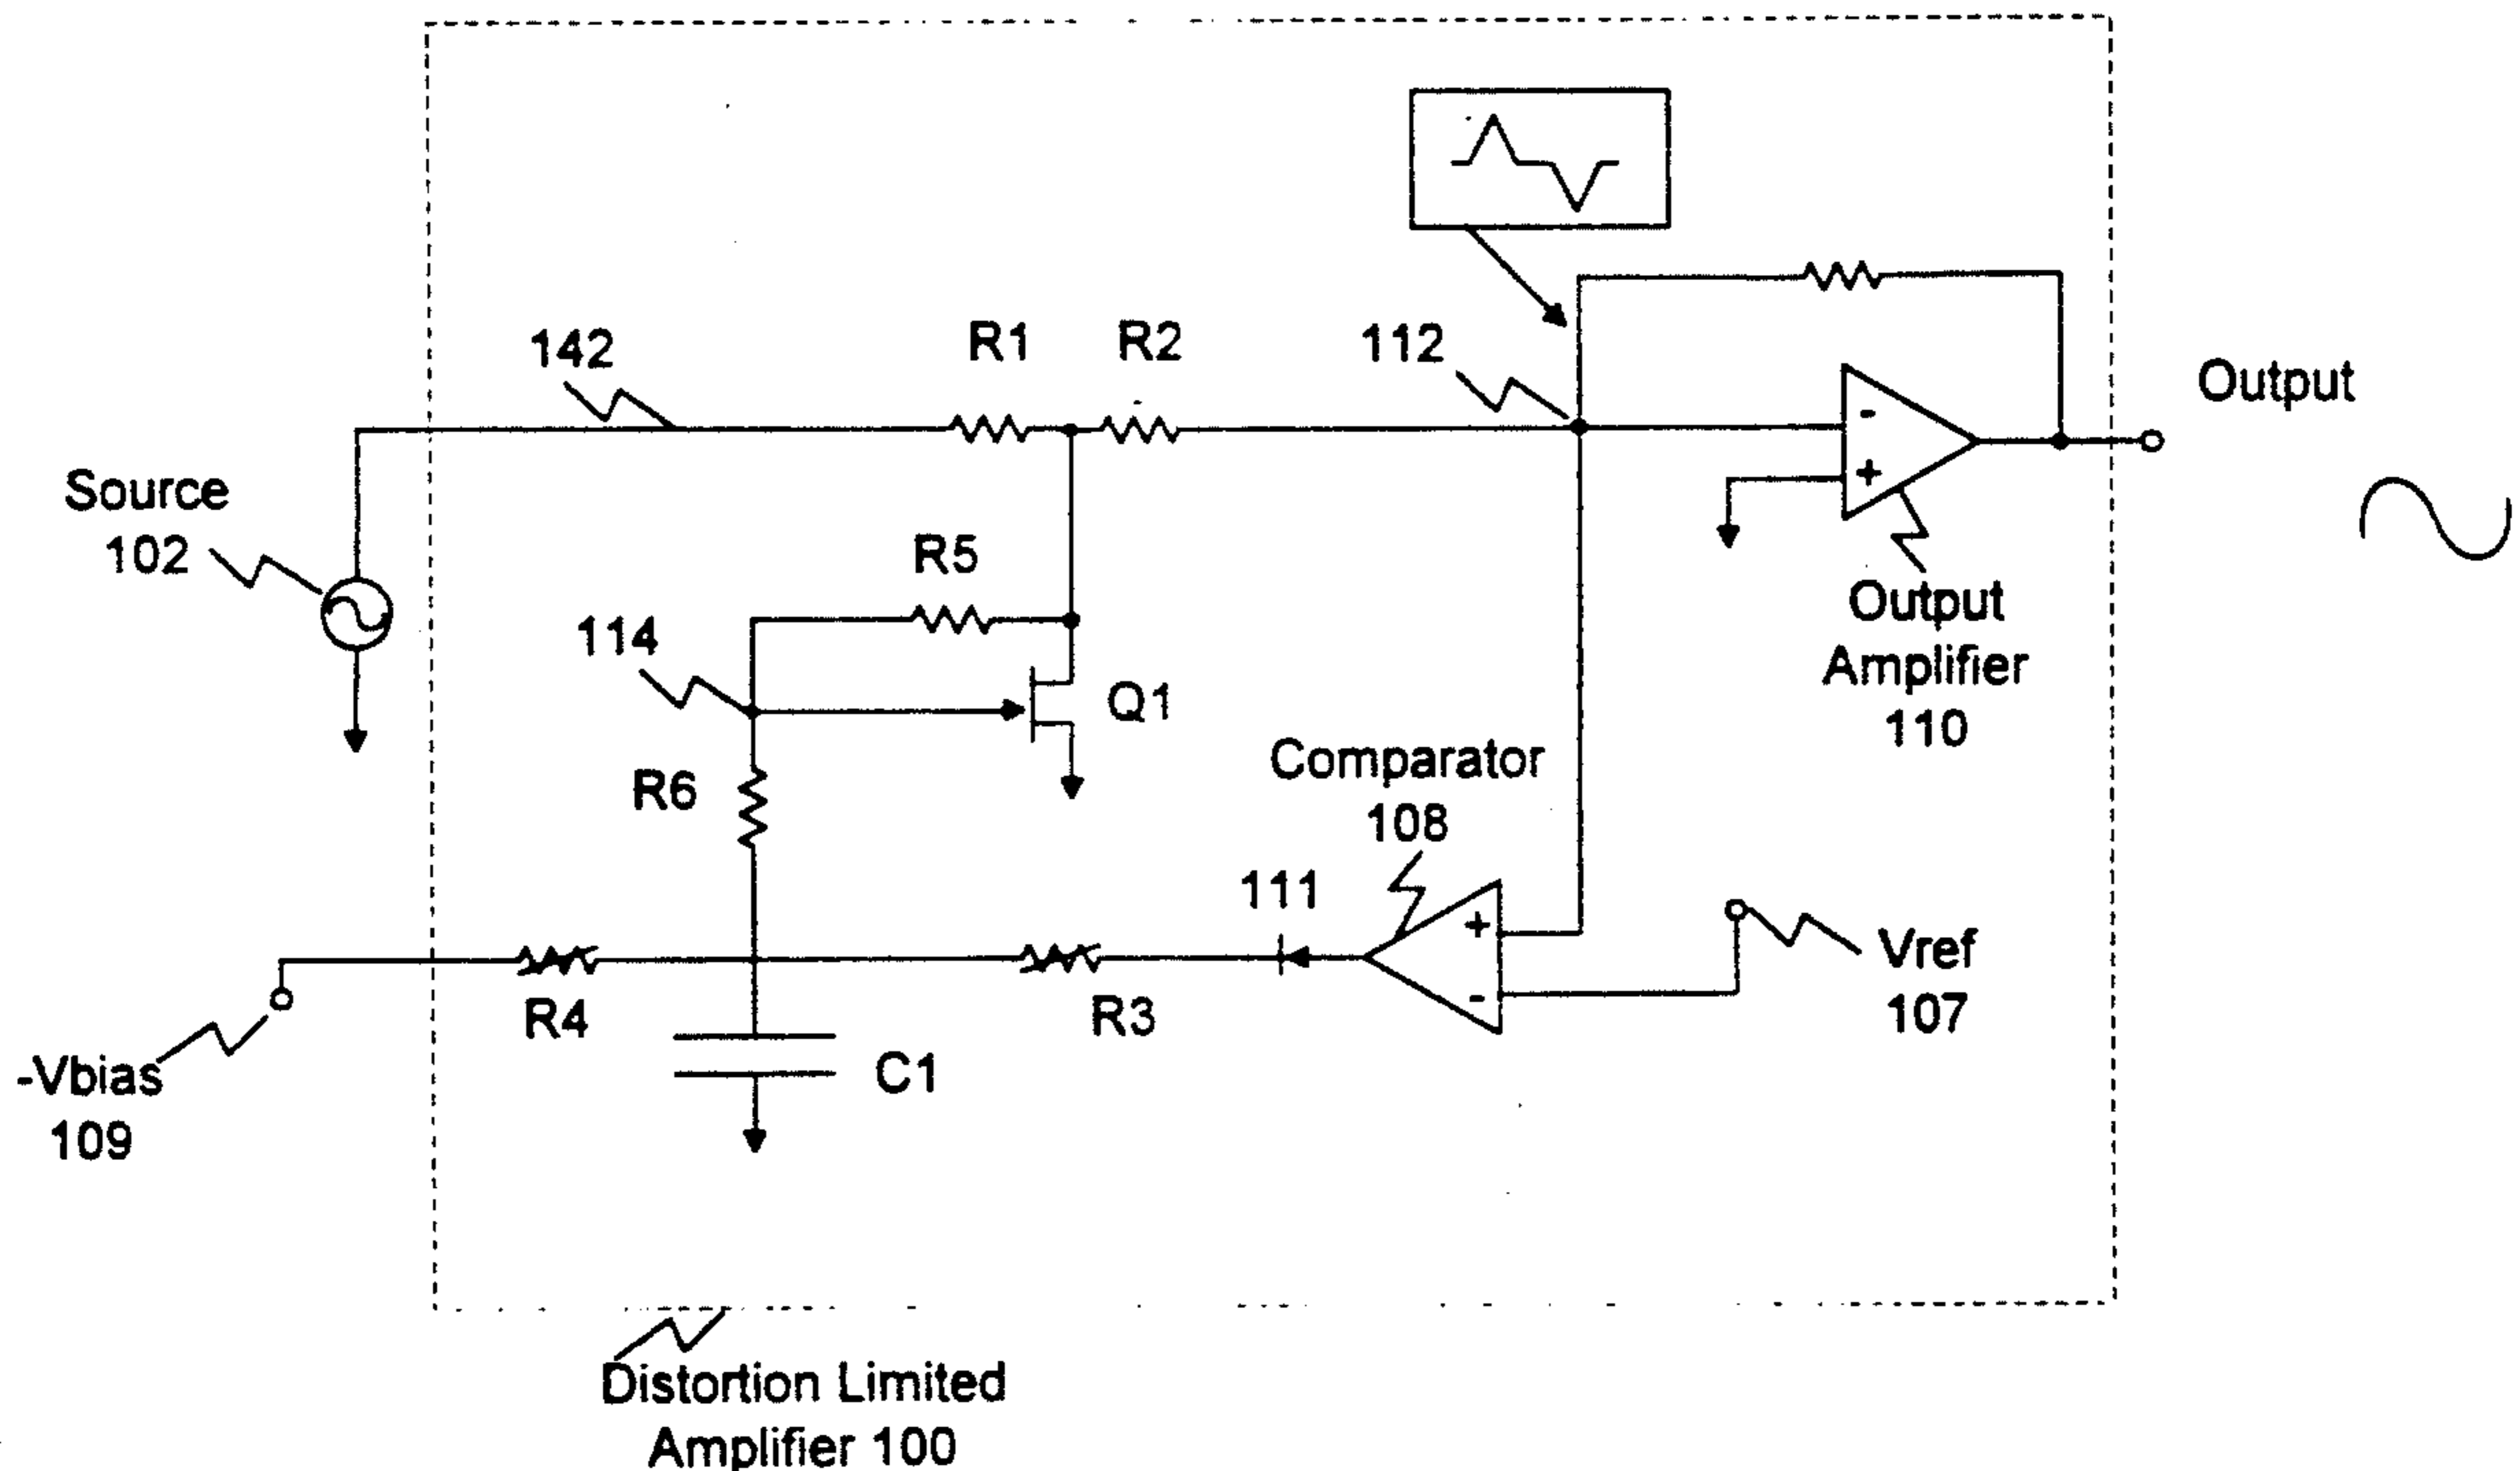 142
R1
R2
112
Output
-
+
Source
102
R5
114
Q1
Output
Amplifier
110
R6
Comparator
108
111
+
-
Vref
107
R4
R3
C1
-Vbias
109
Distortion Limited
Amplifier 100